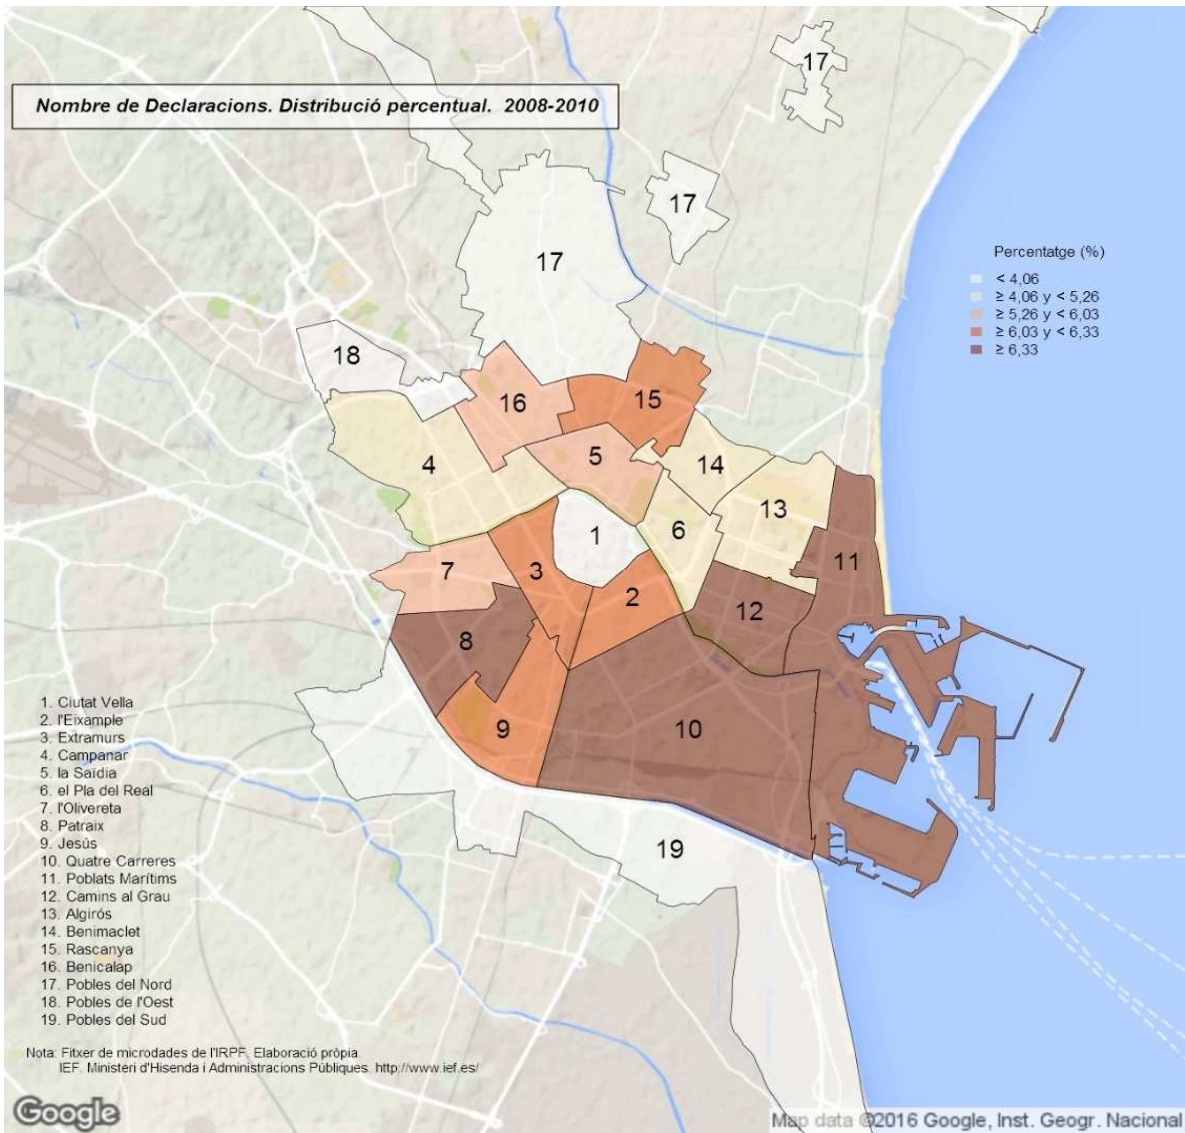 17
Nombre de Declaracions. Distribució percentual. 2008-2010
17
17
Percentatge (%)
< 4,06
≥ 4,06 y < 5,26
≥ 5,26 y < 6,03
≥ 6,03 y < 6,33
≥ 6,33
18
16
15
4
5
14
13
6
1
11
3
7
2
12
8
10
9
19
1. Ciutat Vella
2. l'Eixample
3. Extramurs
4. Campanar
5. la Saïdia
6. el Pla del Real
7. l'Olivereta
8. Patraix
9. Jesús
10. Quatre Carreres
11. Poblats Marítims
12. Camins al Grau
13. Algirós
14. Benimaclet
15. Rascanya
16. Benicalap
17. Pobles del Nord
18. Pobles de l'Oest
19. Pobles del Sud
Nota: Fitxer de microdades de l'IRPF. Elaboració pròpia.
IEF. Ministeri d'Hisenda i Administracions Públiques. http://www.ief.es/
Google
Map data ©2016 Google, Inst. Geogr. Nacional